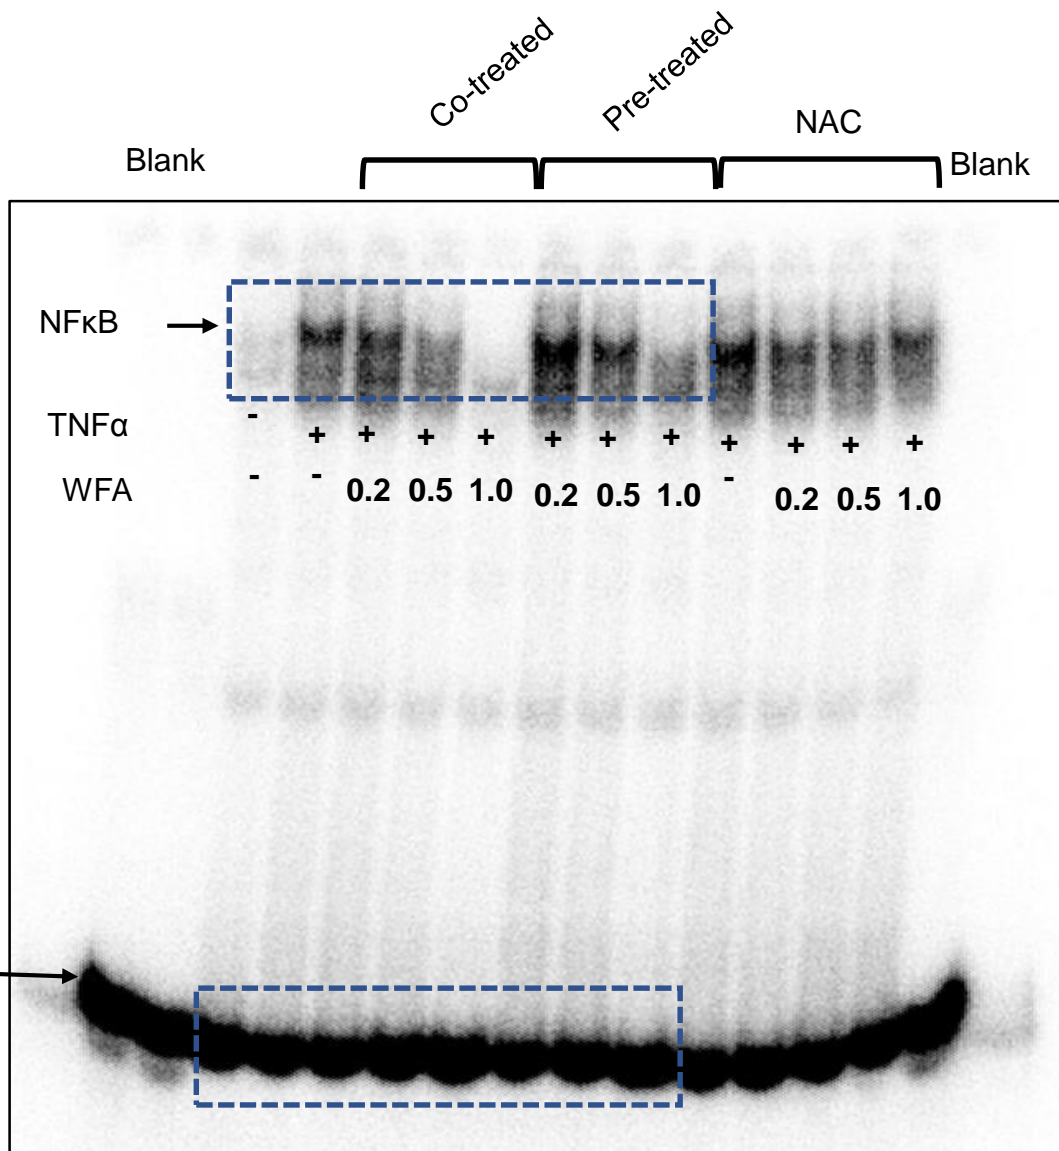 Co-treated
Pre-treated
NAC
Blank
Blank
NFκB
TNFα - + + + + + + + + + + +
WFA - - 0.2 0.5 1.0 0.2 0.5 1.0 - 0.2 0.5 1.0